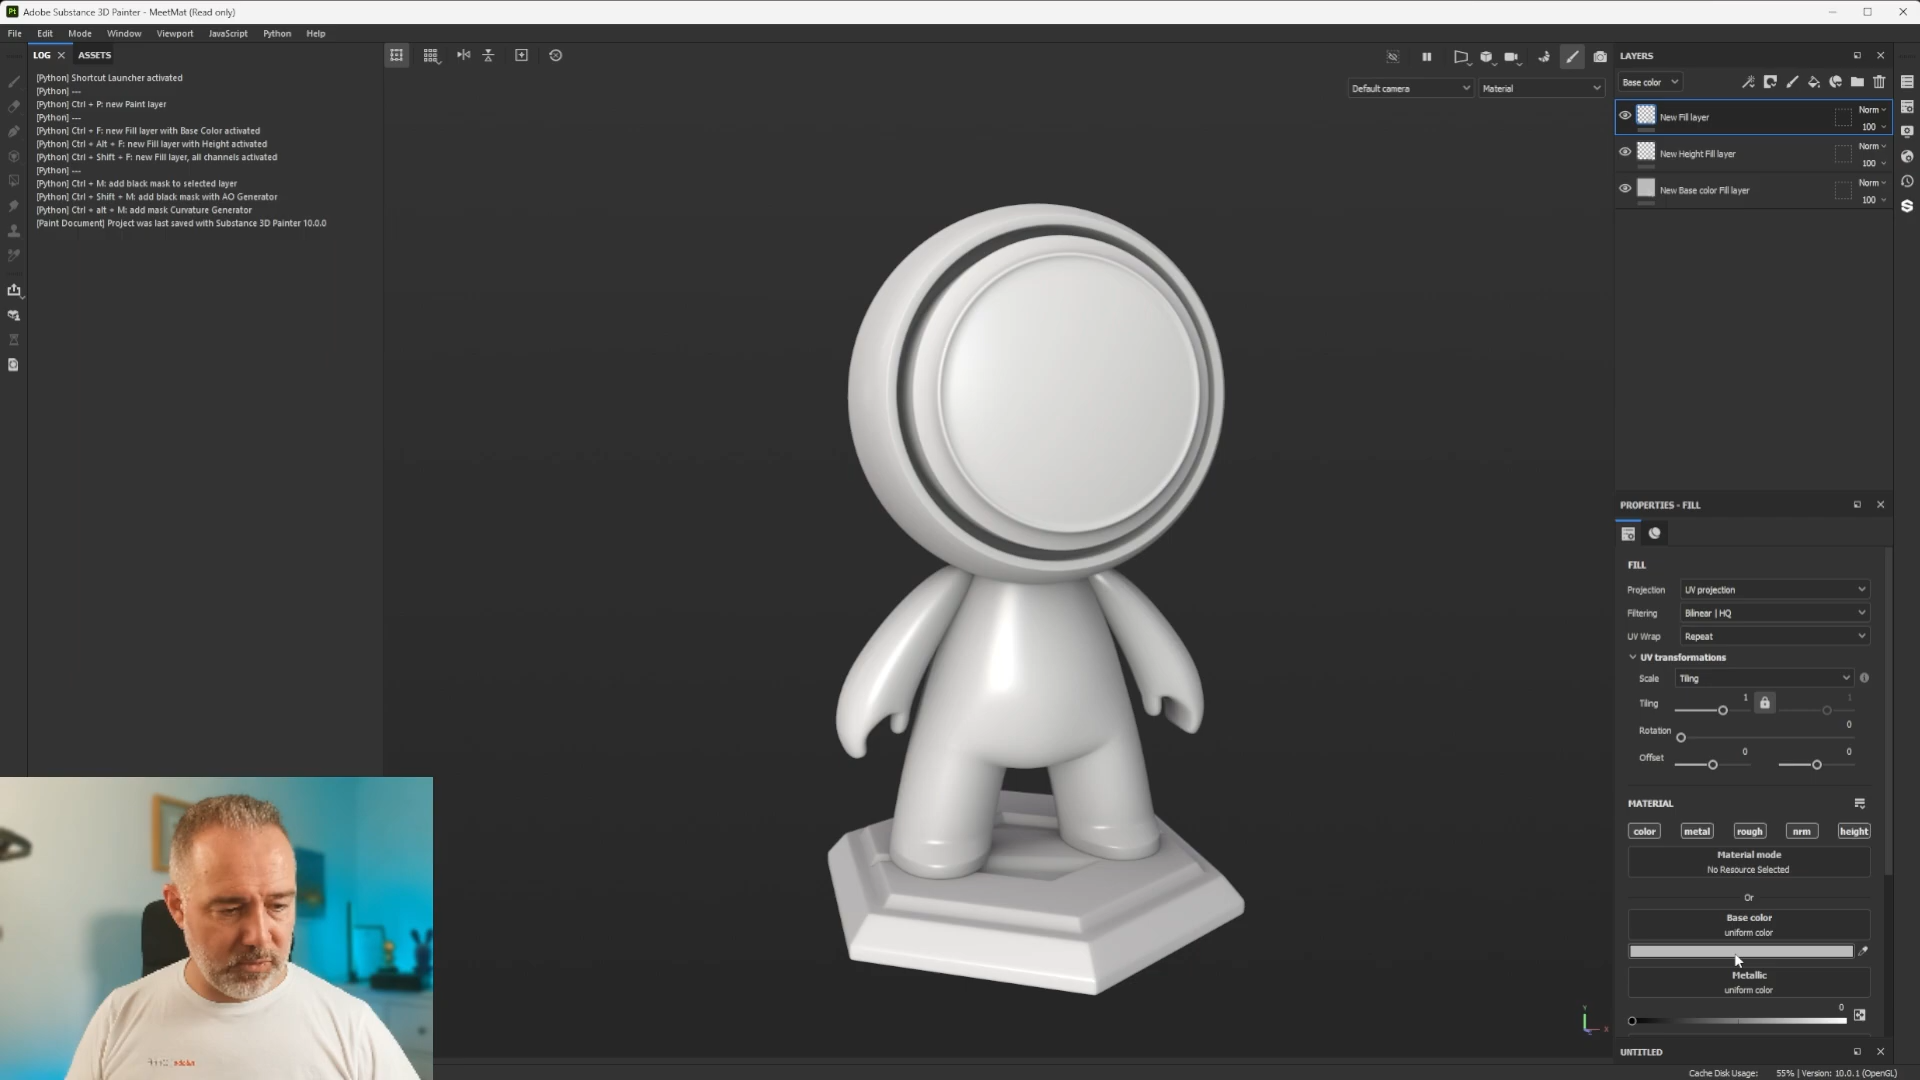 Adobe Substance 3D Painter - MeetMat (Read only)
File Edit Mode Window Viewport JavaScript Python Help
LOG ASSETS
[Python] Shortcut Launcher activated
[Python] ---
[Python] Ctrl + P: new Paint layer
[Python] ---
[Python] Ctrl + F: new Fill layer with Base Color activated
[Python] Ctrl + Alt + F: new Fill layer with Height activated
[Python] Ctrl + Shift + F: new Fill layer, all channels activated
[Python] ---
[Python] Ctrl + M: add black mask to selected layer
[Python] Ctrl + Shift + M: add black mask with AO Generator
[Python] Ctrl + alt + M: add mask Curvature Generator
[Paint Document] Project was last saved with Substance 3D Painter 10.0.0
Default camera
Material
LAYERS
Base color
New Fill layer Norm 100
New Height Fill layer Norm 100
New Base color Fill layer Norm 100
PROPERTIES - FILL
FILL
Projection UV projection
Filtering Bilinear | HQ
UV Wrap Repeat
UV transformations
Scale Tiling
Tiling 1 1
Rotation 0
Offset 0 0
MATERIAL
color metal rough nrm height
Material mode
No Resource Selected
Or
Base color
uniform color
Metallic
uniform color
0
Y
X
UNTITLED
Cache Disk Usage: 55% | Version: 10.0.1 (OpenGL)